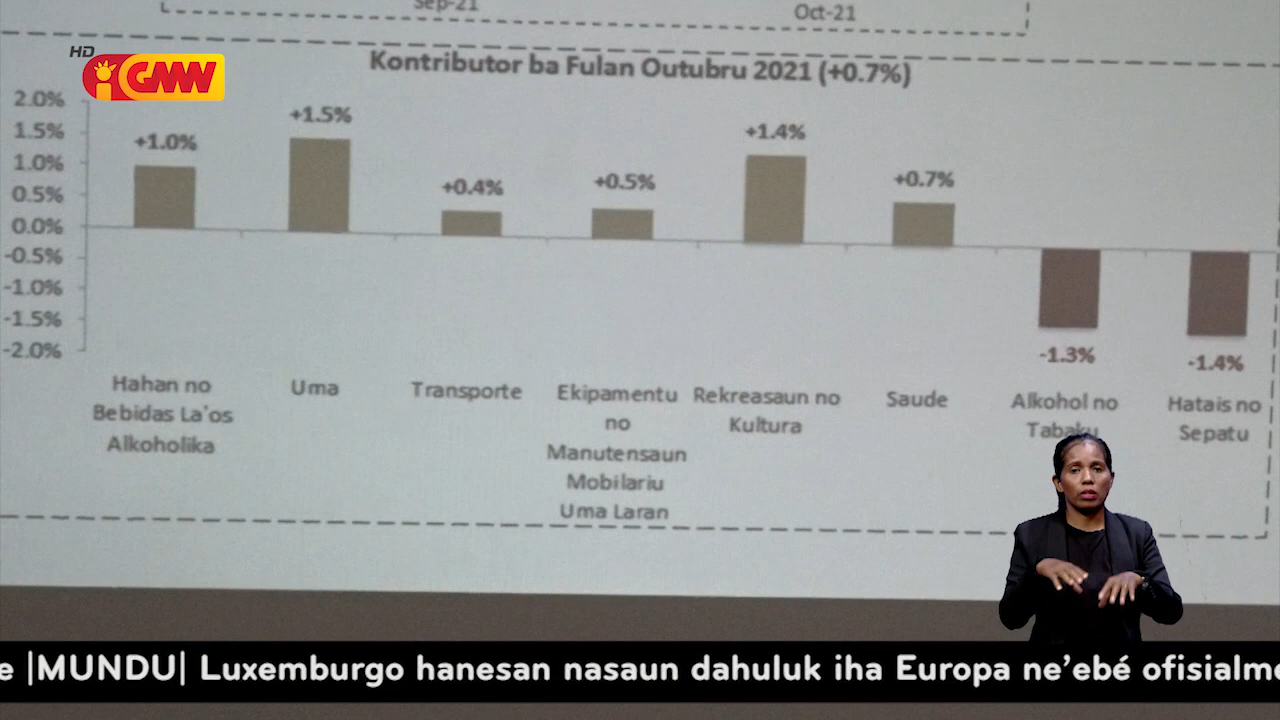 Sep-21
Oct-21
HD
GMW
Kontributor ba Fulan Outubru 2021 (+0.7%)
2.0%
1.5%
1.0%
0.5%
0.0%
-0.5%
-1.0%
-1.5%
-2.0%
+1.0%
+1.5%
+0.4%
+0.5%
+1.4%
+0.7%
-1.3%
-1.4%
Hahan no
Bebidas La'os
Alkoholika
Uma
Transporte
Ekipamentu
no
Manutensaun
Mobilariu
Uma Laran
Rekreasaun no
Kultura
Saude
Alkohol no
Tabaku
Hatais no
Sepatu
e |MUNDU| Luxemburgo hanesan nasaun dahuluk iha Europa ne'ebé ofisialme